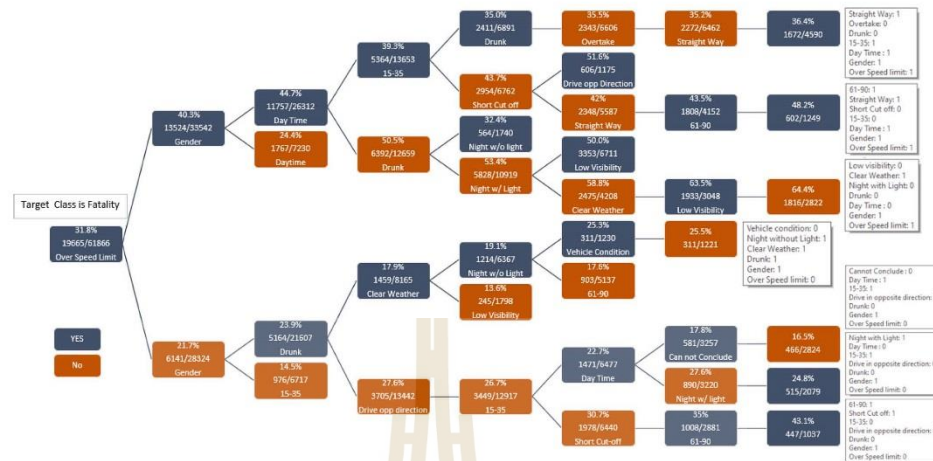 Target Class is Fatality
31.8%
19665/61866
Over Speed Limit
YES
No
40.3%
13524/33542
Gender
21.7%
6141/28324
Gender
44.7%
11757/26312
Day Time
24.4%
1767/7230
Daytime
23.9%
5164/21607
Drunk
14.5%
976/6717
15-35
39.3%
5364/13653
15-35
50.5%
6392/12659
Drunk
17.9%
1459/8165
Clear Weather
27.6%
3705/13442
Drive opp direction
35.0%
2411/6891
Drunk
43.7%
2954/6762
Short Cut off
32.4%
564/1740
Night w/o light
53.4%
5828/10919
Night w/ Light
19.1%
1214/6367
Night w/o Light
13.6%
245/1798
Low Visibility
26.7%
3449/12917
15-35
35.5%
2343/6606
Overtake
51.6%
606/1175
Drive opp Direction
42%
2348/5587
Straight Way
50.0%
3353/6711
Low Visibility
58.8%
2475/4208
Clear Weather
25.3%
311/1230
Vehicle Condition
17.6%
903/5137
61-90
22.7%
1471/6477
Day Time
30.7%
1978/6440
Short Cut-off
35.2%
2272/6462
Straight Way
43.5%
1808/4152
61-90
63.5%
1933/3048
Low Visibility
25.5%
311/1221
17.8%
581/3257
Can not Conclude
27.6%
890/3220
Night w/ light
35%
1008/2881
61-90
36.4%
1672/4590
48.2%
602/1249
64.4%
1816/2822
16.5%
466/2824
24.8%
515/2079
43.1%
447/1037
Straight Way: 1
Overtake: 0
Drunk: 0
15-35: 1
Day Time : 1
Gender: 1
Over Speed limit: 1
61-90: 1
Straight Way: 1
Short Cut off: 0
15-35: 0
Day Time: 1
Gender: 1
Over Speed limit: 1
Low visibility: 0
Clear Weather: 1
Night with Light: 0
Drunk: 0
Day Time : 0
Gender: 1
Over Speed limit: 1
Vehicle condition: 0
Night without Light: 1
Clear Weather: 1
Drunk: 1
Gender: 1
Over Speed limit: 0
Cannot Conclude : 0
Day Time : 1
15-35: 1
Drive in opposite direction:
Drunk: 0
Gender: 1
Over Speed limit: 0
Night with Light: 1
Day Time : 0
15-35: 1
Drive in opposite direction:
Drunk: 0
Gender: 1
Over Speed limit: 0
61-90: 1
Short Cut off: 1
15-35: 0
Drive in opposite direction:
Drunk: 0
Gender: 1
Over Speed limit: 0